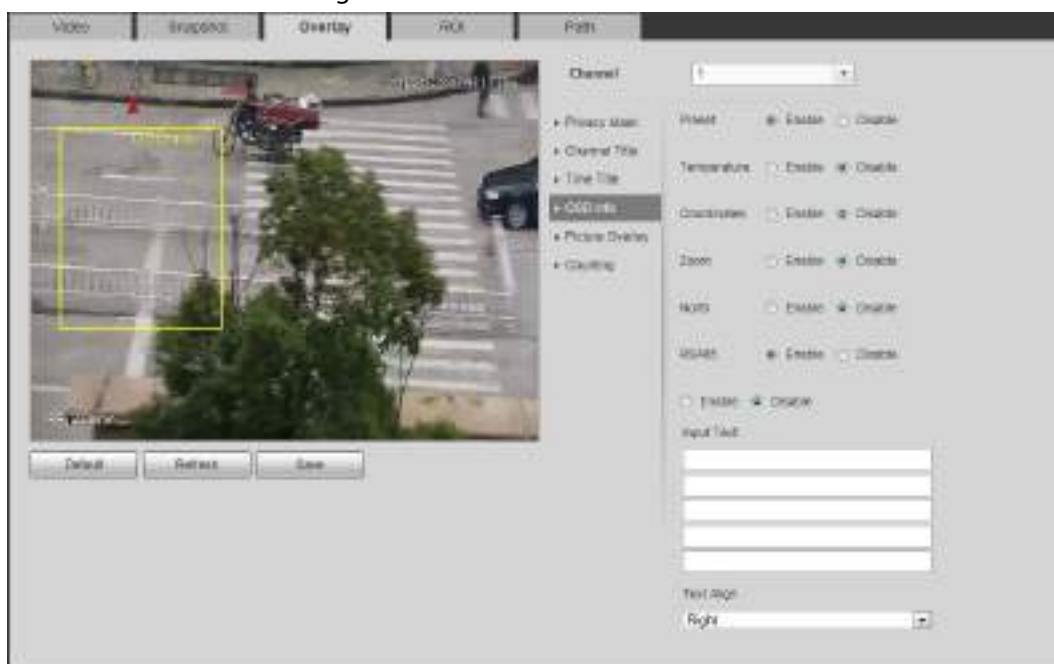 Video Snapshot Overlay ROI Path
Channel 1
Privacy Mask
Channel Title
Time Title
OSD Info
Picture Overlay
Counting
Preset Enable Disable
Temperature Enable Disable
Coordinates Enable Disable
Zoom Enable Disable
North Enable Disable
RS485 Enable Disable
Enable Disable
Input Text
Text Align
Right
Default Refresh Save